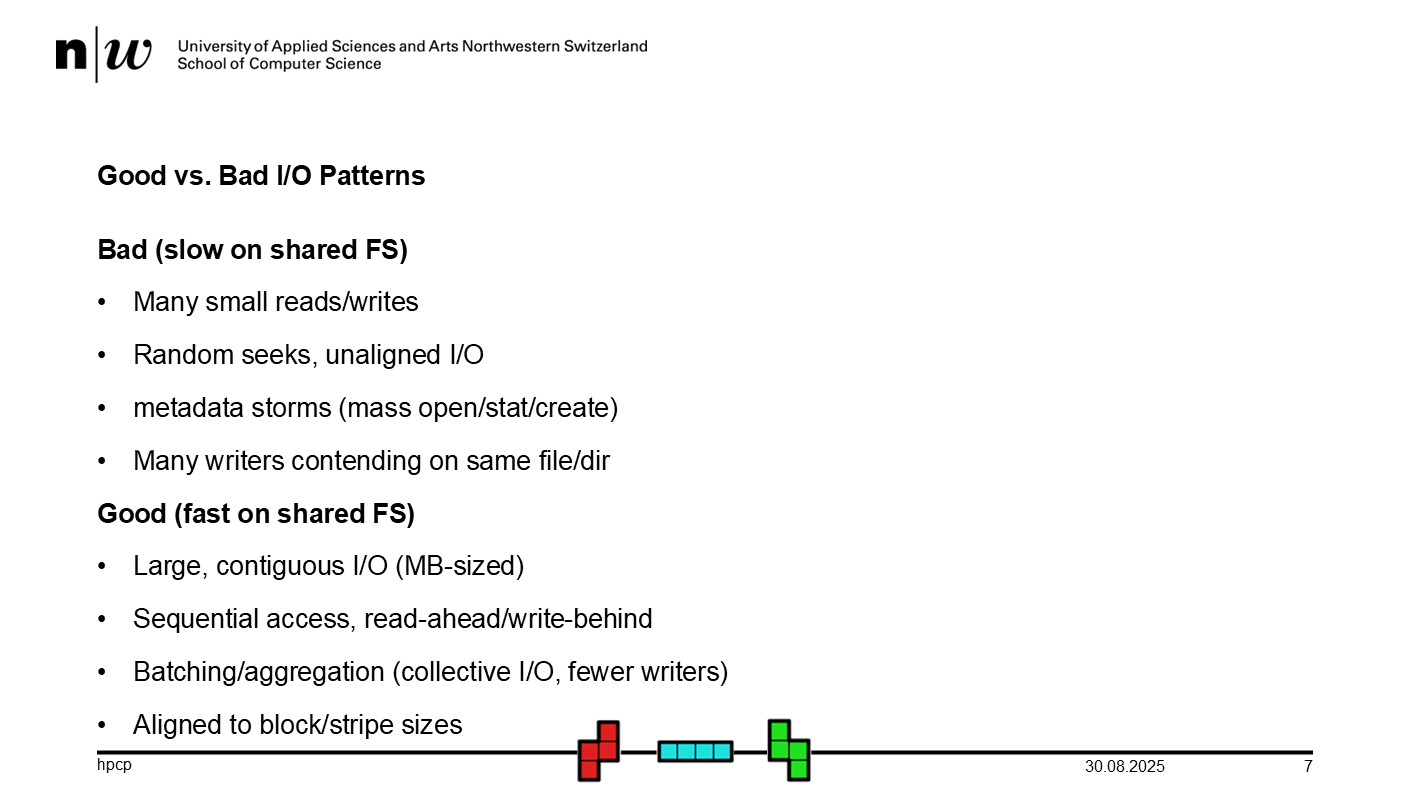 n|w University of Applied Sciences and Arts Northwestern Switzerland
School of Computer Science
Good vs. Bad I/O Patterns
Bad (slow on shared FS)
• Many small reads/writes
• Random seeks, unaligned I/O
• metadata storms (mass open/stat/create)
• Many writers contending on same file/dir
Good (fast on shared FS)
• Large, contiguous I/O (MB-sized)
• Sequential access, read-ahead/write-behind
• Batching/aggregation (collective I/O, fewer writers)
• Aligned to block/stripe sizes
hpcp 30.08.2025 7